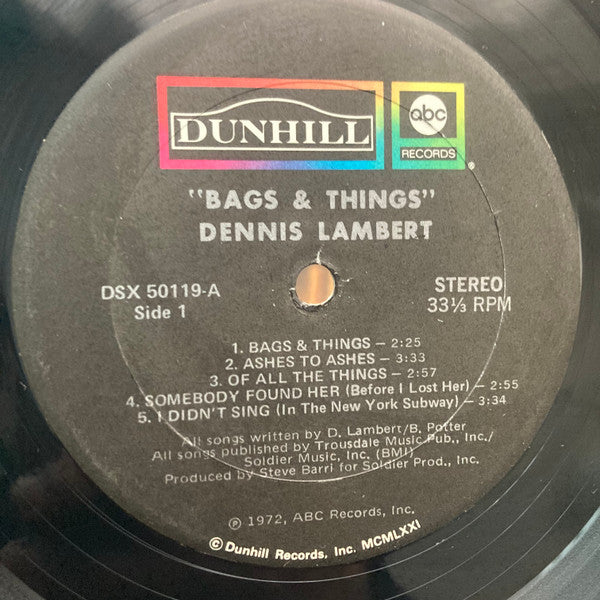 DUNHILL
abc
RECORDS
®
"BAGS & THINGS"
DENNIS LAMBERT
DSX 50119-A
Side 1
STEREO
33⅓ RPM
1. BAGS & THINGS – 2:25
2. ASHES TO ASHES – 3:33
3. OF ALL THE THINGS – 2:57
4. SOMEBODY FOUND HER (Before I Lost Her) – 2:55
5. I DIDN'T SING (In The New York Subway) – 3:34
All songs written by D. Lambert/B. Potter
All songs published by Trousdale Music Pub., Inc./
Soldier Music, Inc. (BMI)
Produced by Steve Barri for Soldier Prod., Inc.
℗ 1972, ABC Records, Inc.
© Dunhill Records, Inc. MCMLXXI